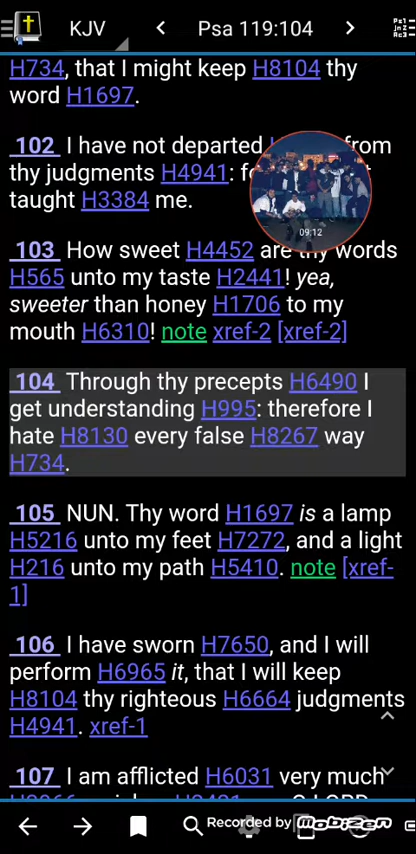 KJV
Psa 119:104
H734, that I might keep H8104 thy
word H1697.
102 I have not departed from
thy judgments H4941:
taught H3384 me.
09:12
103 How sweet H4452 are thy words
H565 unto my taste H2441! yea,
sweeter than honey H1706 to my
mouth H6310! note xref-2 [xref-2]
104 Through thy precepts H6490 I
get understanding H995: therefore I
hate H8130 every false H8267 way
H734.
105 NUN. Thy word H1697 is a lamp
H5216 unto my feet H7272, and a light
H216 unto my path H5410. note [xref-
1]
106 I have sworn H7650, and I will
perform H6965 it, that I will keep
H8104 thy righteous H6664 judgments
H4941. xref-1
107 I am afflicted H6031 very much
Recorded by mobizen